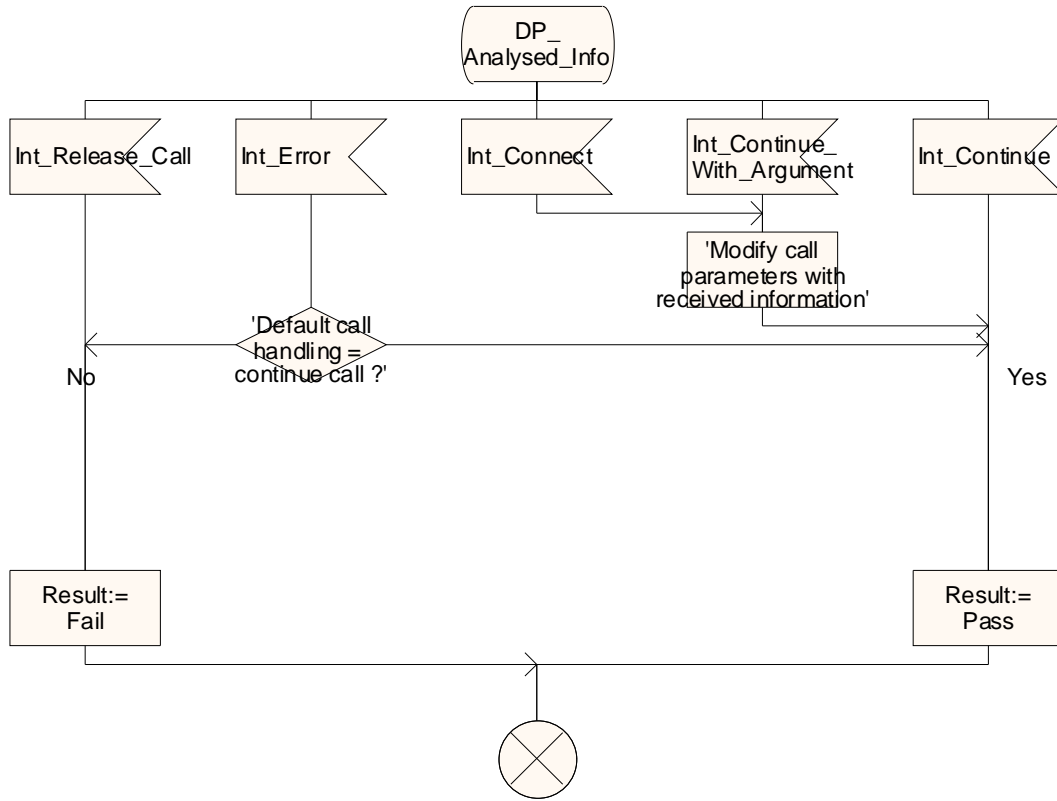 DP_
Analysed_Info
Int_Release_Call
Int_Error
Int_Connect
Int_Continue_
With_Argument
Int_Continue
'Modify call
parameters with
received information'
'Default call
handling =
continue call ?'
No
Yes
Result:=
Fail
Result:=
Pass